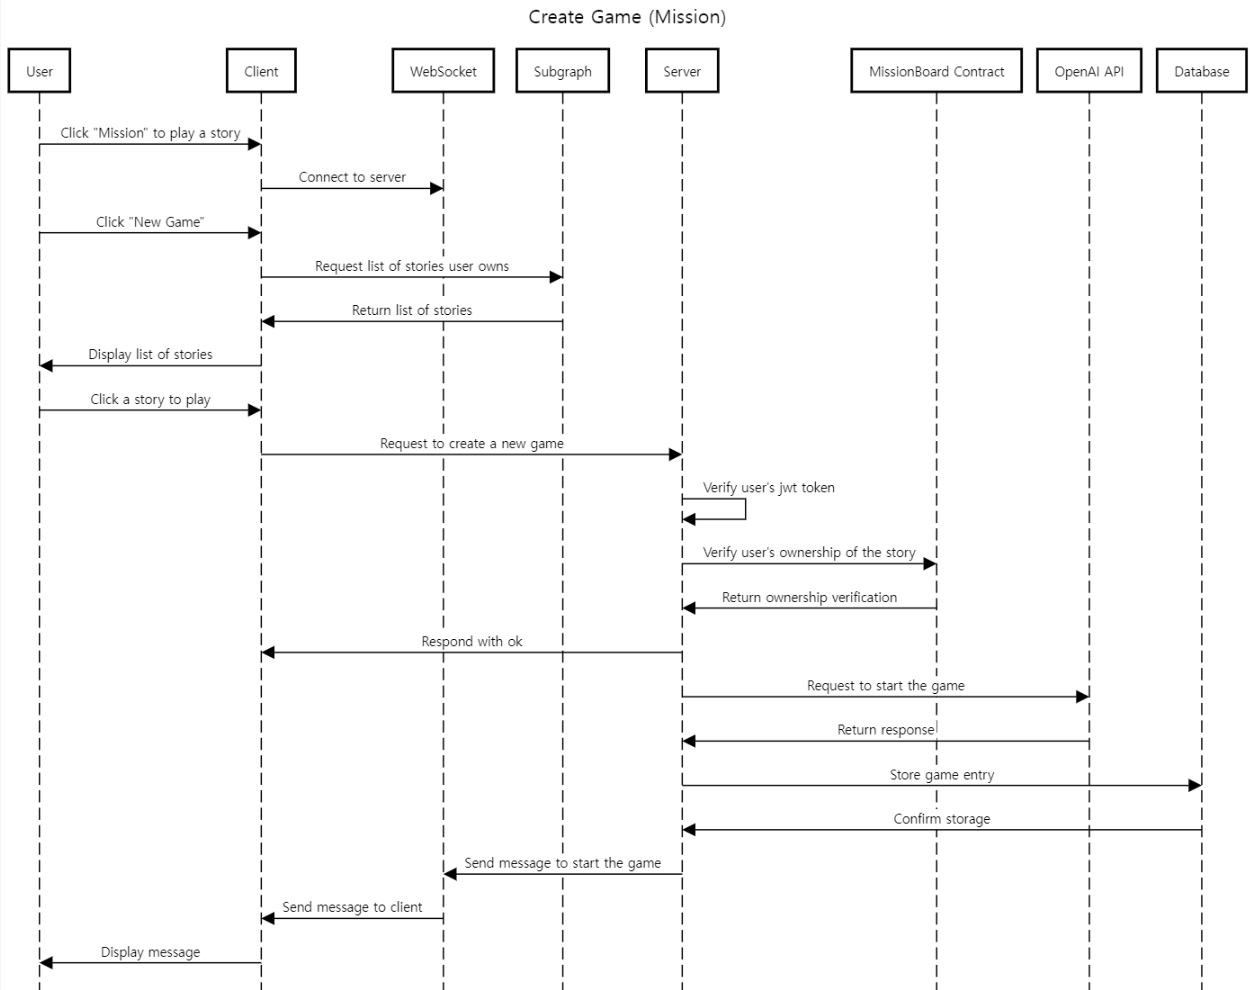 Create Game (Mission)
User
Client
WebSocket
Subgraph
Server
MissionBoard Contract
OpenAI API
Database
Click "Mission" to play a story
Connect to server
Click "New Game"
Request list of stories user owns
Return list of stories
Display list of stories
Click a story to play
Request to create a new game
Verify user's jwt token
Verify user's ownership of the story
Return ownership verification
Respond with ok
Request to start the game
Return response
Store game entry
Confirm storage
Send message to start the game
Send message to client
Display message